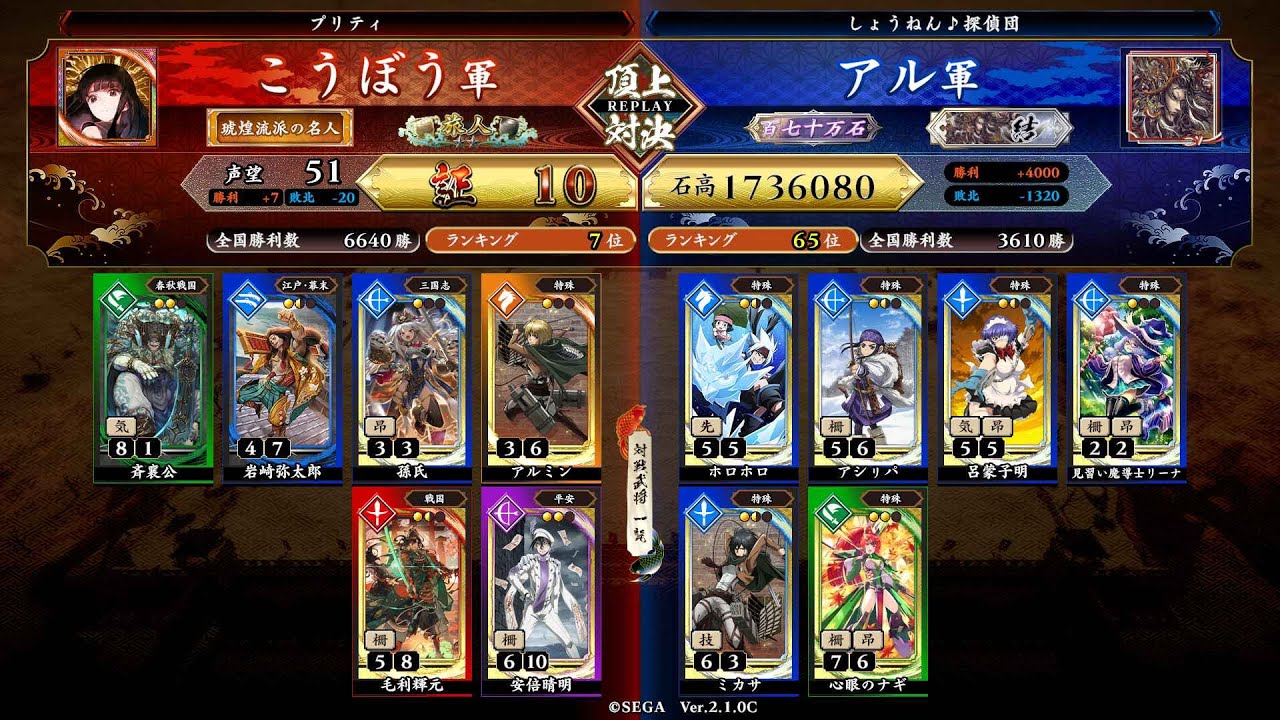 プリティ
しょうねん♪探偵団
こうぼう軍
頂上
REPLAY
対決
アル軍
琥煌流派の名人
旅人
百七十万石
結
声望 51
勝利 +7 敗北 -20
証 10
石高 1736080
勝利 +4000
敗北 -1320
全国勝利数 6640勝
ランキング 7位
ランキング 65位
全国勝利数 3610勝
春秋戦国
江戸・幕末
三国志
特殊
特殊
特殊
特殊
特殊
気
昂
先
柵
気 昂
柵 昂
8 1
4 7
3 3
3 6
5 5
5 6
5 5
2 2
斉襄公
岩崎弥太郎
孫氏
アルミン
ホロホロ
アシリパ
呂蒙子明
見習い魔導士リーナ
対戦武将一覧
戦国
平安
特殊
特殊
柵
柵
技
柵 昂
5 8
6 10
6 3
7 6
毛利輝元
安倍晴明
ミカサ
心眼のナギ
©SEGA Ver.2.1.0C